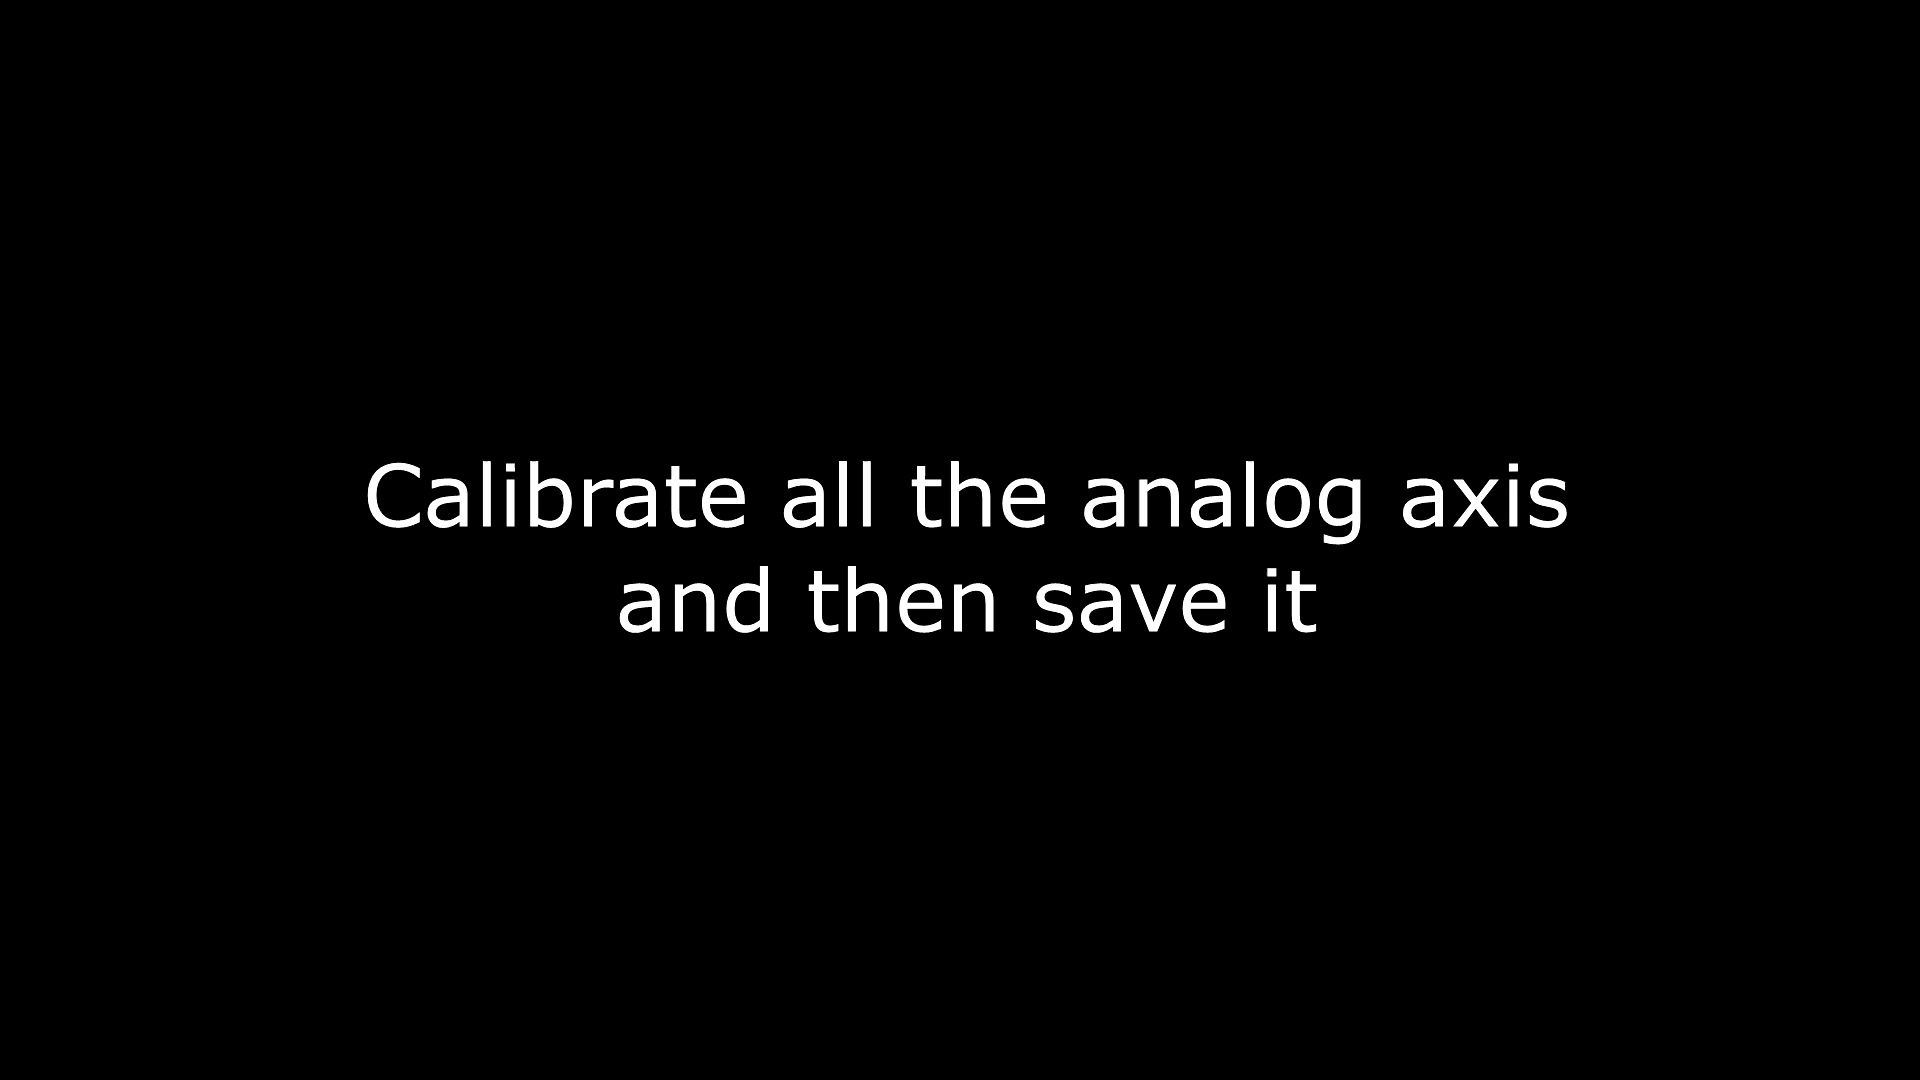 Calibrate all the analog axis
and then save it